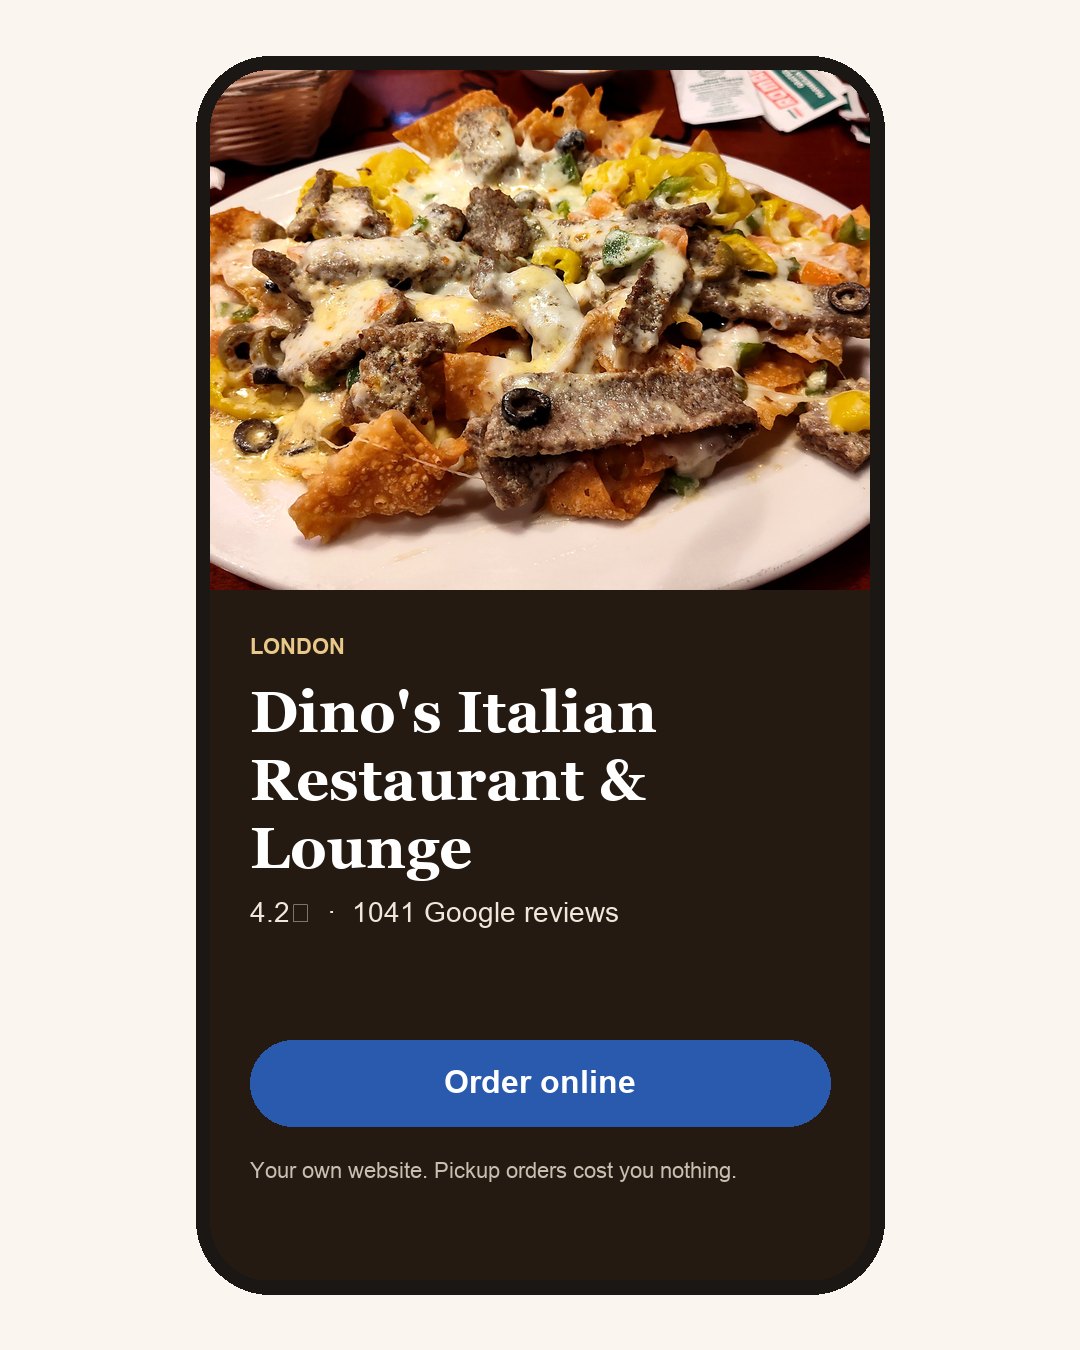 LONDON
Dino's Italian
Restaurant &
Lounge
4.2□ · 1041 Google reviews
Order online
Your own website. Pickup orders cost you nothing.